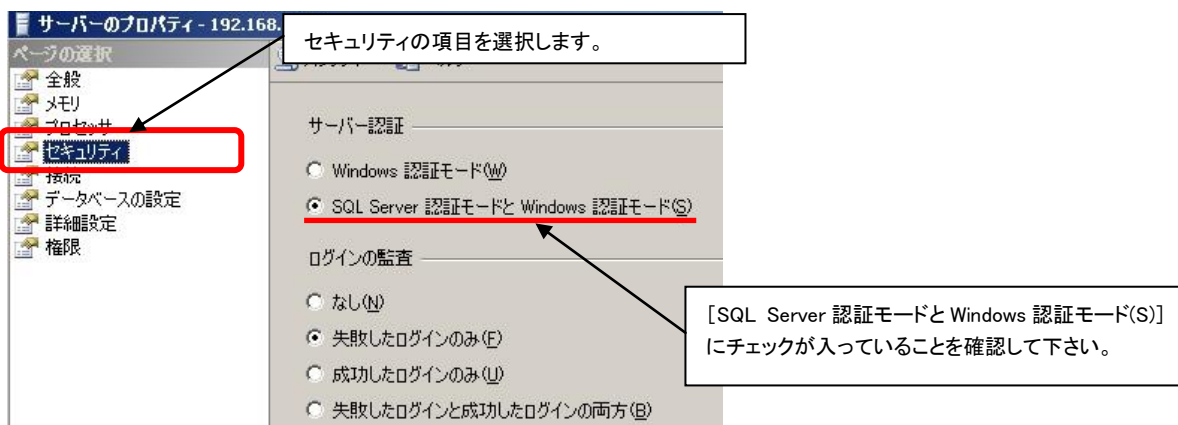 サーバーのプロパティ - 192.168.
セキュリティの項目を選択します。
ページの選択
全般
メモリ
プロセッサ
セキュリティ
接続
データベースの設定
詳細設定
権限
サーバー認証
Windows 認証モード(W)
SQL Server 認証モードと Windows 認証モード(S)
ログインの監査
なし(N)
失敗したログインのみ(F)
成功したログインのみ(U)
失敗したログインと成功したログインの両方(B)
[SQL Server 認証モードと Windows 認証モード(S)]
にチェックが入っていることを確認して下さい。